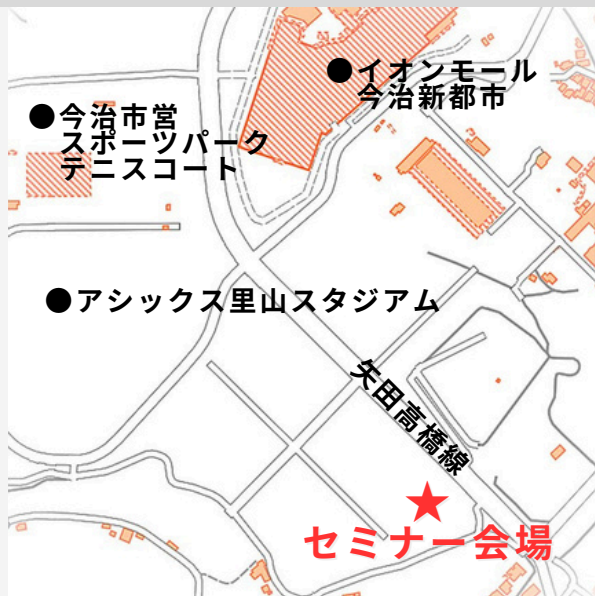 ●イオンモール
今治新都市
●今治市営
スポーツパーク
テニスコート
●アシックス里山スタジアム
矢田高橋線
★
セミナー会場